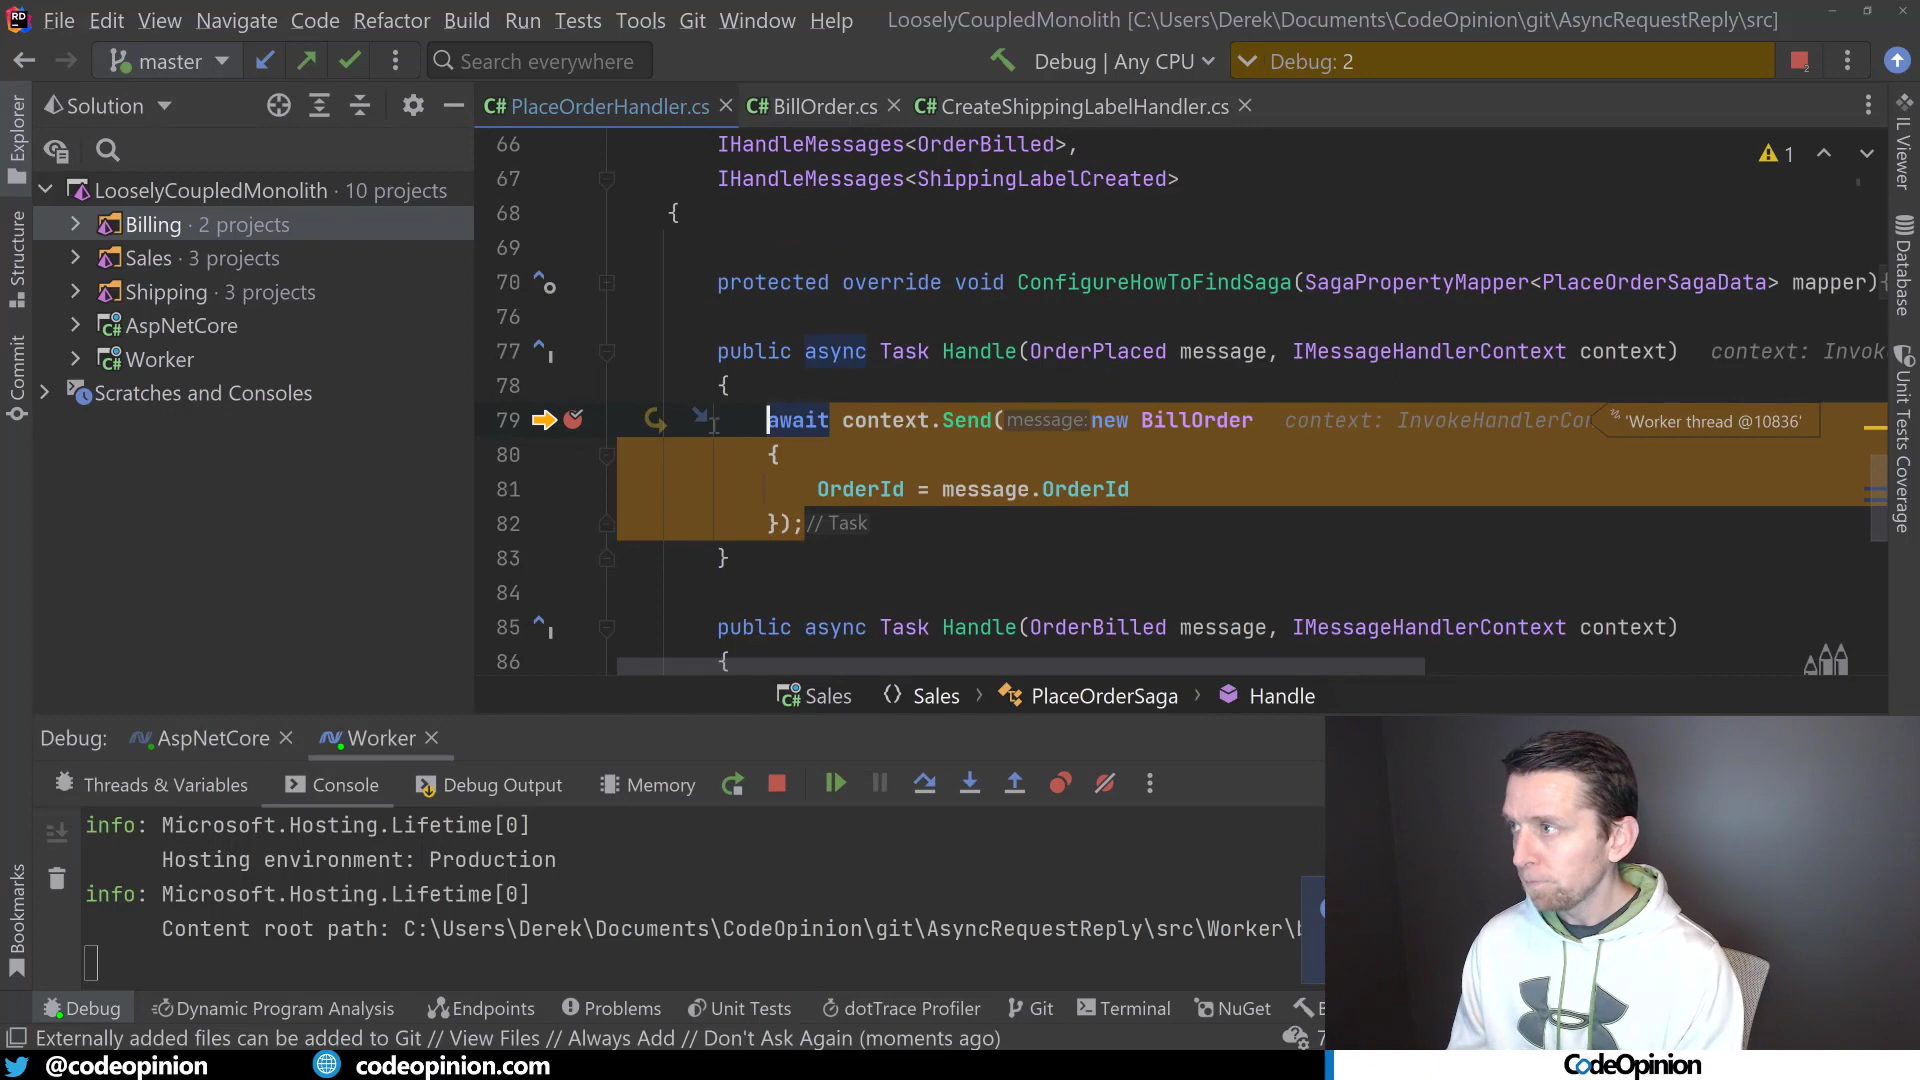 File Edit View Navigate Code Refactor Build Run Tests Tools Git Window Help LooselyCoupledMonolith [C:\Users\Derek\Documents\CodeOpinion\git\AsyncRequestReply\src]
master Search everywhere Debug | Any CPU Debug: 2
Explorer
Structure
Commit
Bookmarks
Solution
LooselyCoupledMonolith · 10 projects
Billing · 2 projects
Sales · 3 projects
Shipping · 3 projects
AspNetCore
Worker
Scratches and Consoles
C# PlaceOrderHandler.cs C# BillOrder.cs C# CreateShippingLabelHandler.cs
1
66 IHandleMessages<OrderBilled>,
67 IHandleMessages<ShippingLabelCreated>
68 {
69
70 protected override void ConfigureHowToFindSaga(SagaPropertyMapper<PlaceOrderSagaData> mapper){
76
77 public async Task Handle(OrderPlaced message, IMessageHandlerContext context) context: Invok
78 {
79 await context.Send(message: new BillOrder context: InvokeHandlerCon 'Worker thread @10836'
80 {
81 OrderId = message.OrderId
82 }); // Task
83 }
84
85 public async Task Handle(OrderBilled message, IMessageHandlerContext context)
86 {
C# Sales {} Sales > PlaceOrderSaga > Handle
IL Viewer
Database
Unit Tests Coverage
Debug: AspNetCore Worker
Threads & Variables Console Debug Output Memory
info: Microsoft.Hosting.Lifetime[0]
Hosting environment: Production
info: Microsoft.Hosting.Lifetime[0]
Content root path: C:\Users\Derek\Documents\CodeOpinion\git\AsyncRequestReply\src\Worker\b
Debug Dynamic Program Analysis Endpoints Problems Unit Tests dotTrace Profiler Git Terminal NuGet
Externally added files can be added to Git // View Files // Always Add // Don't Ask Again (moments ago)
@codeopinion codeopinion.com CodeOpinion